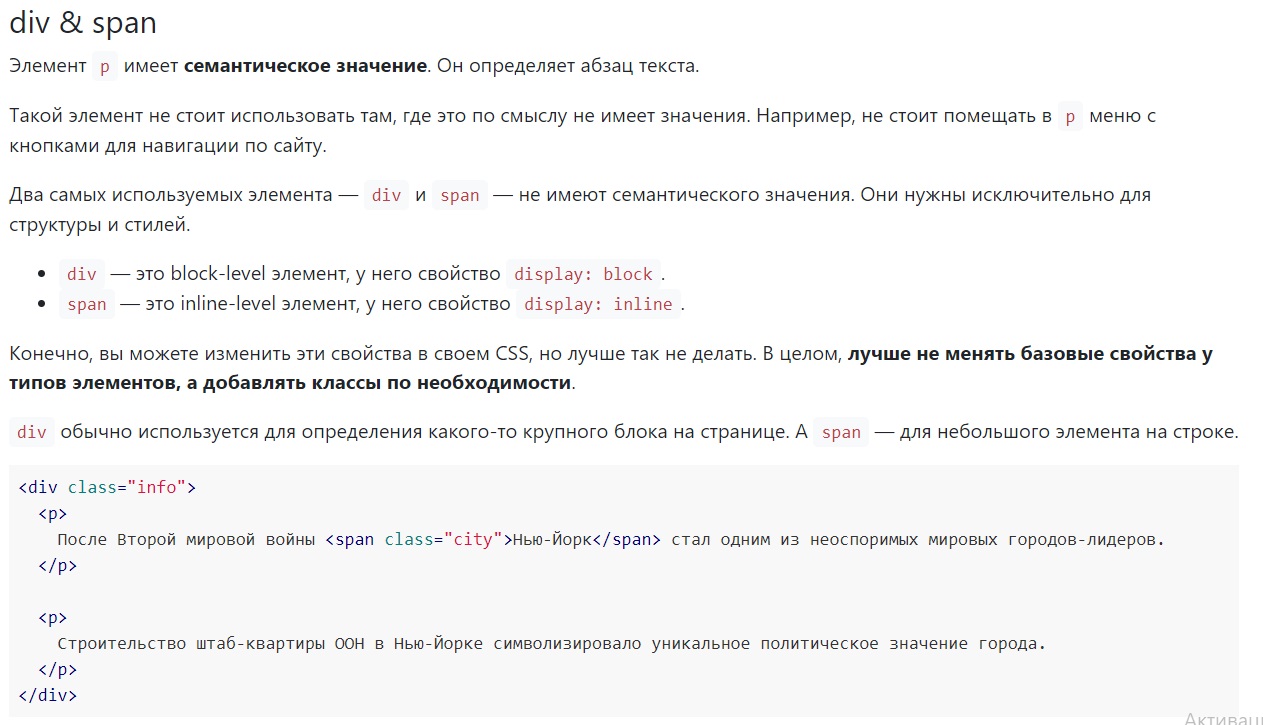 div & span
Элемент p имеет семантическое значение. Он определяет абзац текста.
Такой элемент не стоит использовать там, где это по смыслу не имеет значения. Например, не стоит помещать в p меню с
кнопками для навигации по сайту.
Два самых используемых элемента — div и span — не имеют семантического значения. Они нужны исключительно для
структуры и стилей.
• div — это block-level элемент, у него свойство display: block .
• span — это inline-level элемент, у него свойство display: inline .
Конечно, вы можете изменить эти свойства в своем CSS, но лучше так не делать. В целом, лучше не менять базовые свойства у
типов элементов, а добавлять классы по необходимости.
div обычно используется для определения какого-то крупного блока на странице. А span — для небольшого элемента на строке.
<div class="info">
  <p>
    После Второй мировой войны <span class="city">Нью-Йорк</span> стал одним из неоспоримых мировых городов-лидеров.
  </p>
  <p>
    Строительство штаб-квартиры ООН в Нью-Йорке символизировало уникальное политическое значение города.
  </p>
</div>